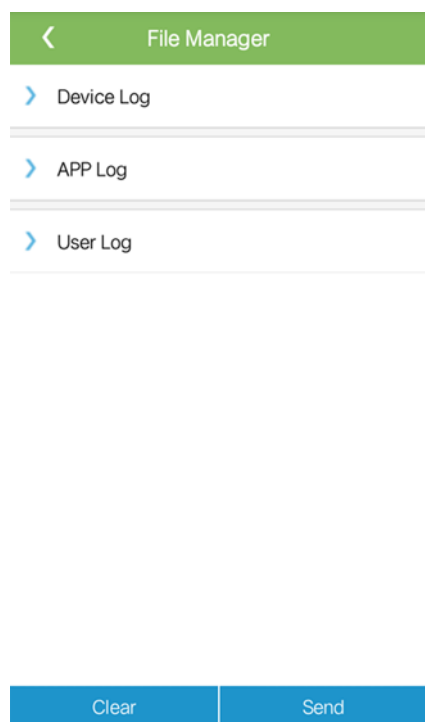 File Manager
Device Log
APP Log
User Log
Clear Send